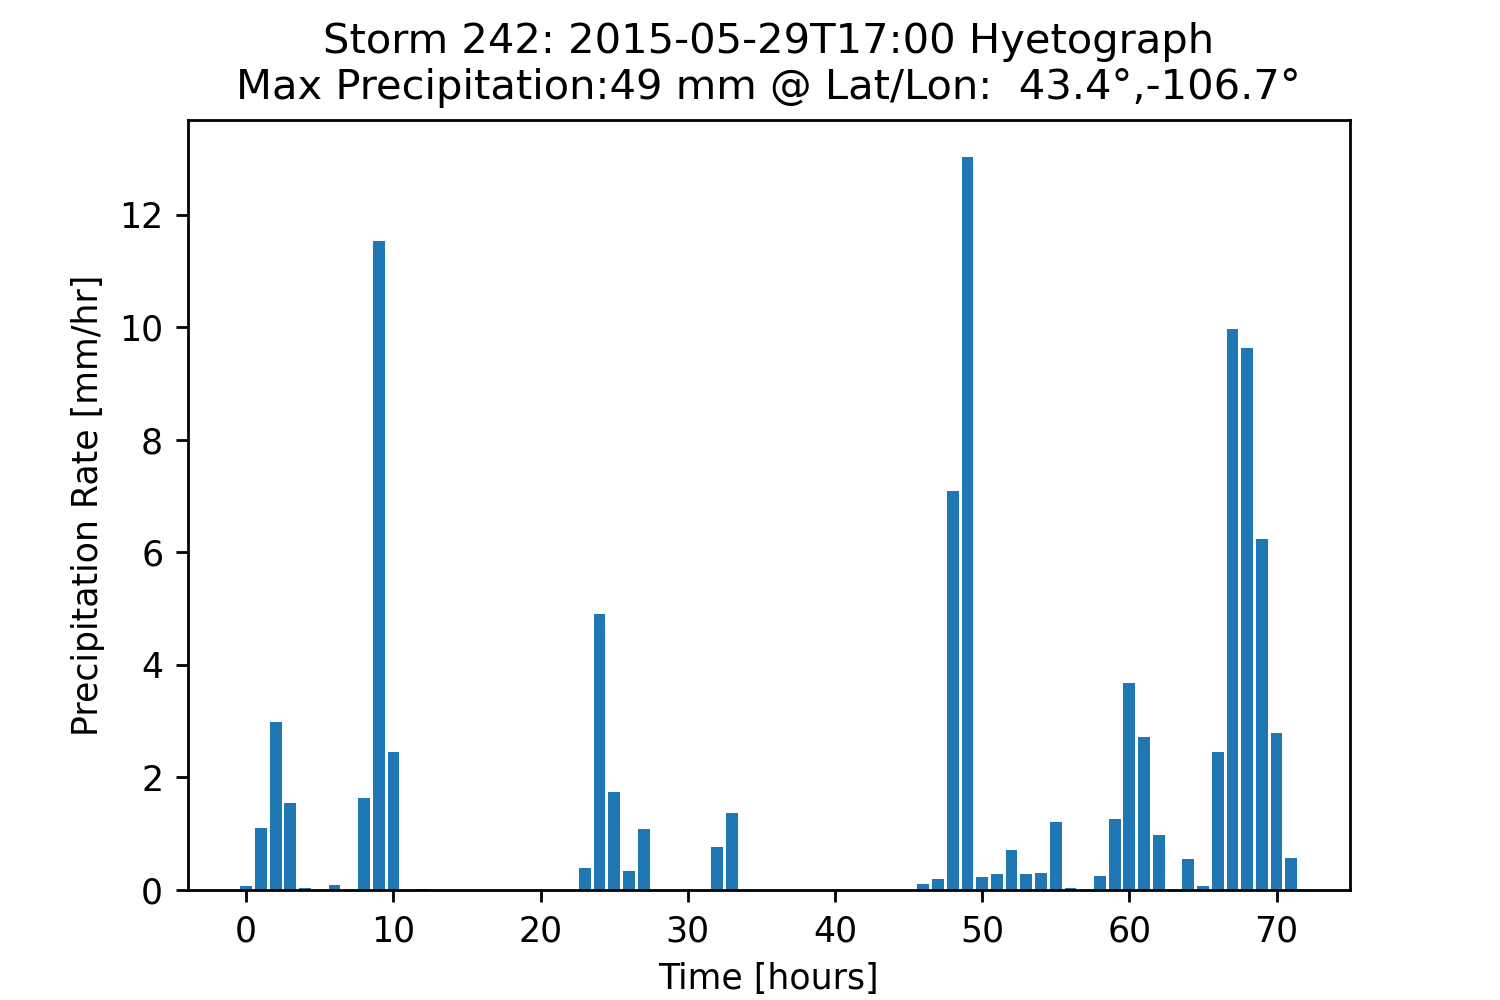 Storm 242: 2015-05-29T17:00 Hyetograph
Max Precipitation:49 mm @ Lat/Lon:  43.4°,-106.7°
Precipitation Rate [mm/hr]
12
10
8
6
4
2
0
0 10 20 30 40 50 60 70
Time [hours]